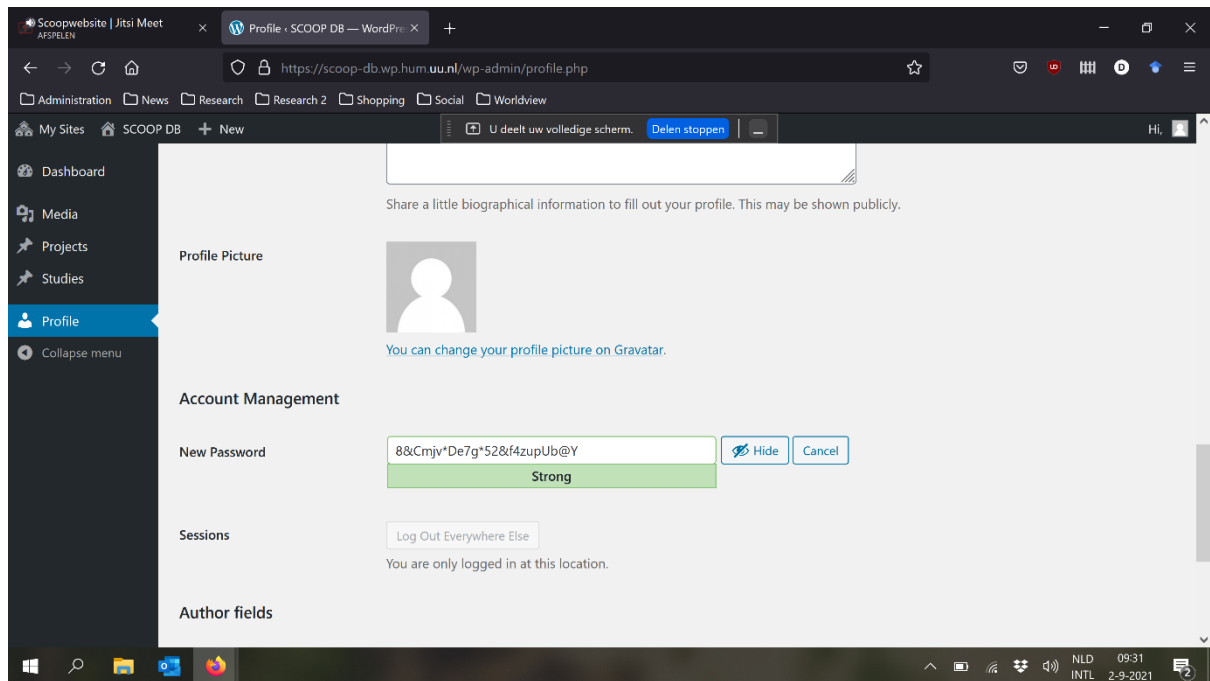 Scoopwebsite | Jitsi Meet
AFSPELEN
Profile ‹ SCOOP DB — WordPre
https://scoop-db.wp.hum.uu.nl/wp-admin/profile.php
Administration News Research Research 2 Shopping Social Worldview
My Sites SCOOP DB + New
U deelt uw volledige scherm. Delen stoppen
Hi,
Dashboard
Media
Projects
Studies
Profile
Collapse menu
Share a little biographical information to fill out your profile. This may be shown publicly.
Profile Picture
You can change your profile picture on Gravatar.
Account Management
New Password 8&Cmjv*De7g*52&f4zupUb@Y Hide Cancel
Strong
Sessions Log Out Everywhere Else
You are only logged in at this location.
Author fields
NLD 09:31
INTL 2-9-2021
2